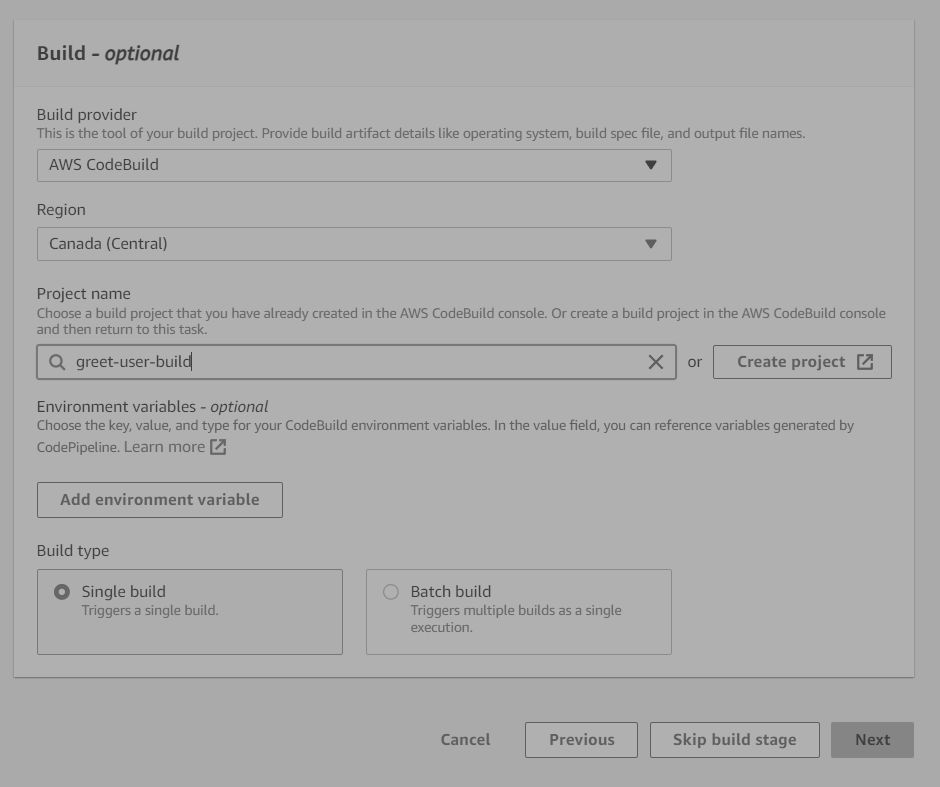 Build - optional
Build provider
This is the tool of your build project. Provide build artifact details like operating system, build spec file, and output file names.
AWS CodeBuild
Region
Canada (Central)
Project name
Choose a build project that you have already created in the AWS CodeBuild console. Or create a build project in the AWS CodeBuild console
and then return to this task.
greet-user-build or Create project
Environment variables - optional
Choose the key, value, and type for your CodeBuild environment variables. In the value field, you can reference variables generated by
CodePipeline. Learn more
Add environment variable
Build type
Single build
Triggers a single build.
Batch build
Triggers multiple builds as a single
execution.
Cancel Previous Skip build stage Next